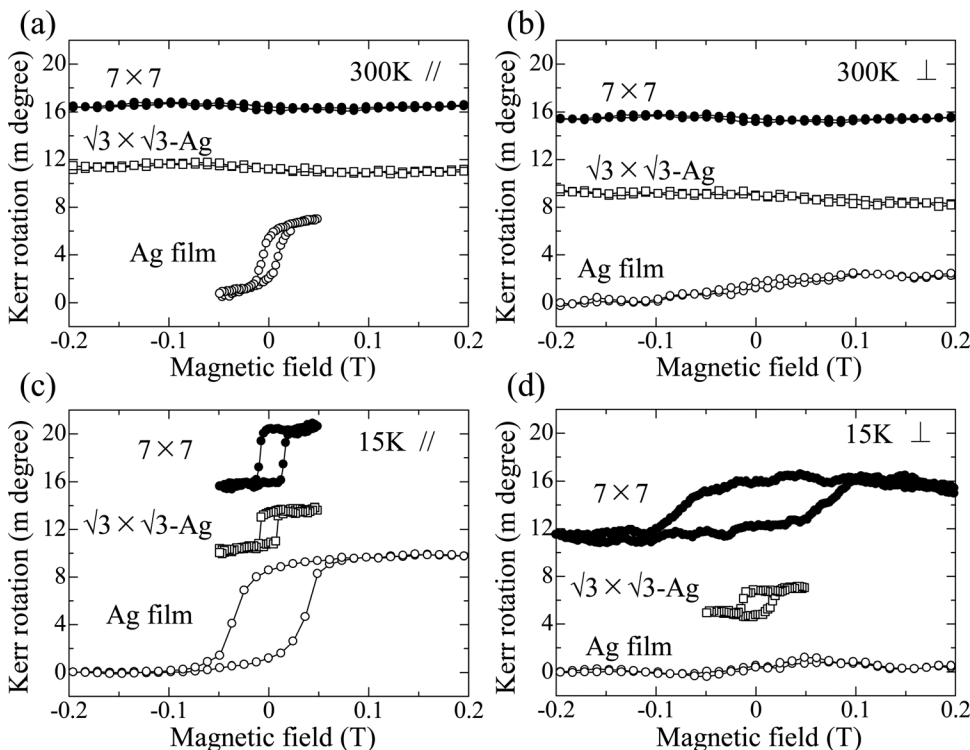 (a)
Kerr rotation (m degree)
20
16
12
8
4
0
7×7
300K //
√3×√3-Ag
Ag film
-0.2 -0.1 0 0.1 0.2
Magnetic field (T)
(b)
Kerr rotation (m degree)
20
16
12
8
4
0
7×7
300K ⊥
√3×√3-Ag
Ag film
-0.2 -0.1 0 0.1 0.2
Magnetic field (T)
(c)
Kerr rotation (m degree)
20
16
12
8
4
0
7×7
15K //
√3×√3-Ag
Ag film
-0.2 -0.1 0 0.1 0.2
Magnetic field (T)
(d)
Kerr rotation (m degree)
20
16
12
8
4
0
15K ⊥
7×7
√3×√3-Ag
Ag film
-0.2 -0.1 0 0.1 0.2
Magnetic field (T)